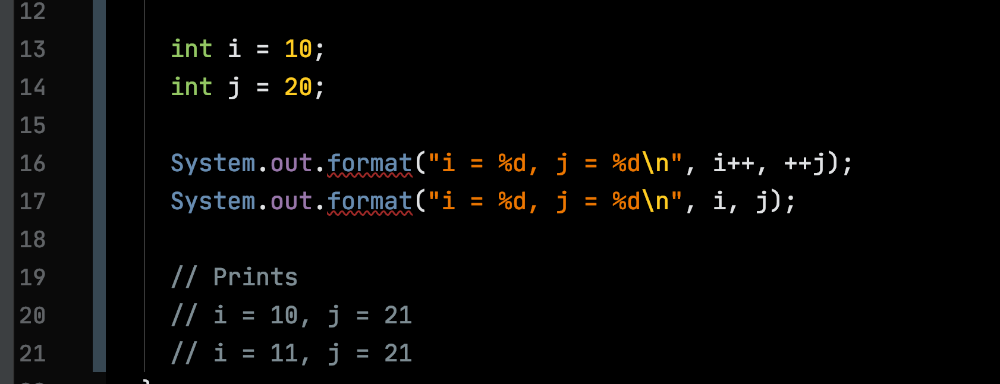 12
13 int i = 10;
14 int j = 20;
15
16 System.out.format("i = %d, j = %d\n", i++, ++j);
17 System.out.format("i = %d, j = %d\n", i, j);
18
19 // Prints
20 // i = 10, j = 21
21 // i = 11, j = 21